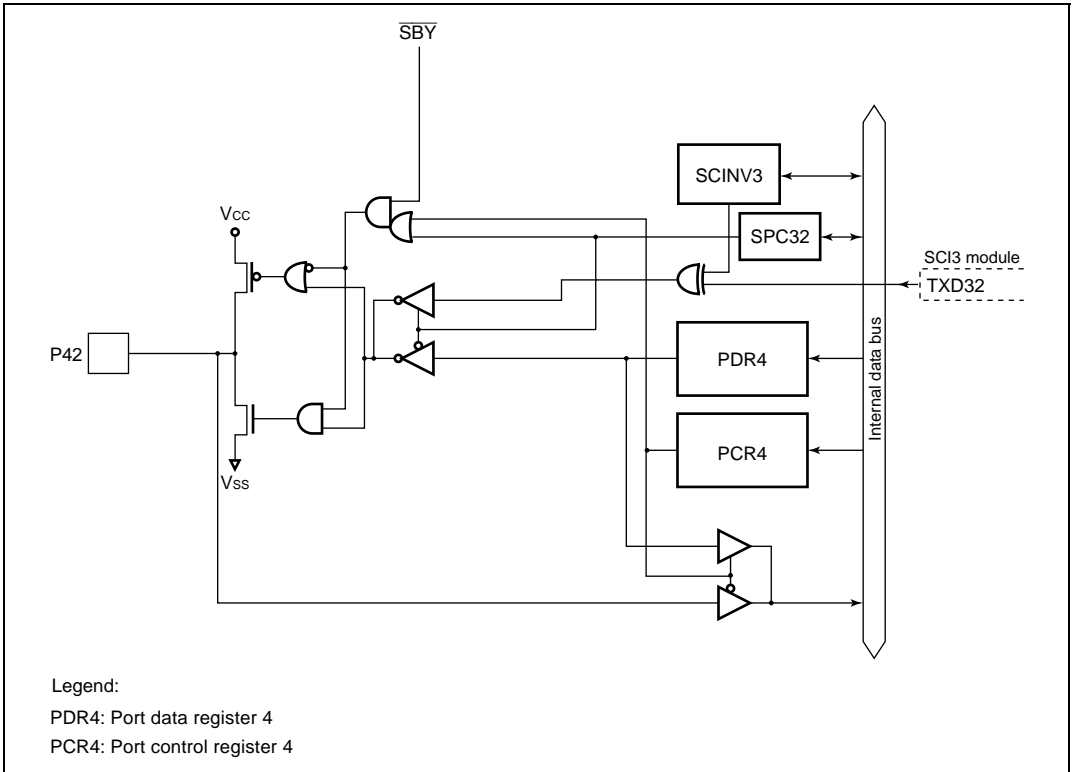 SBY
SCINV3
VCC
SPC32
SCI3 module
TXD32
P42
PDR4
Internal data bus
PCR4
VSS
Legend:
PDR4: Port data register 4
PCR4: Port control register 4